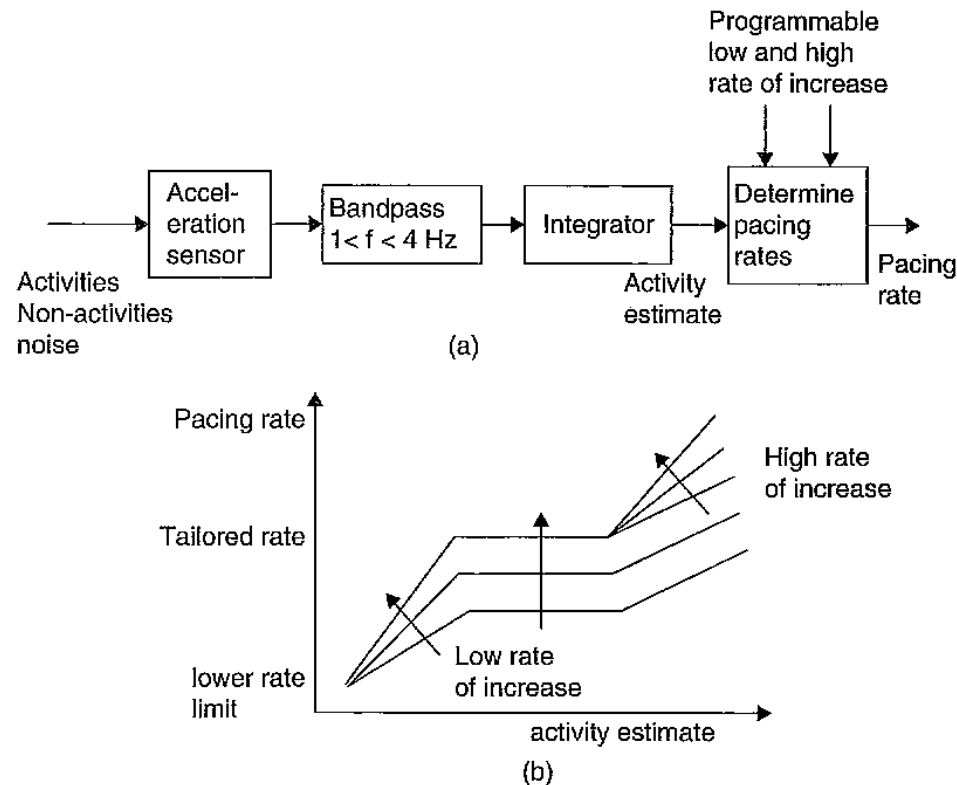 Programmable
low and high
rate of increase
Accel-
eration
sensor
Bandpass
1< f < 4 Hz
Integrator
Determine
pacing
rates
Activities
Non-activities
noise
Activity
estimate
Pacing
rate
(a)
Pacing rate
High rate
of increase
Tailored rate
Low rate
of increase
lower rate
limit
activity estimate
(b)